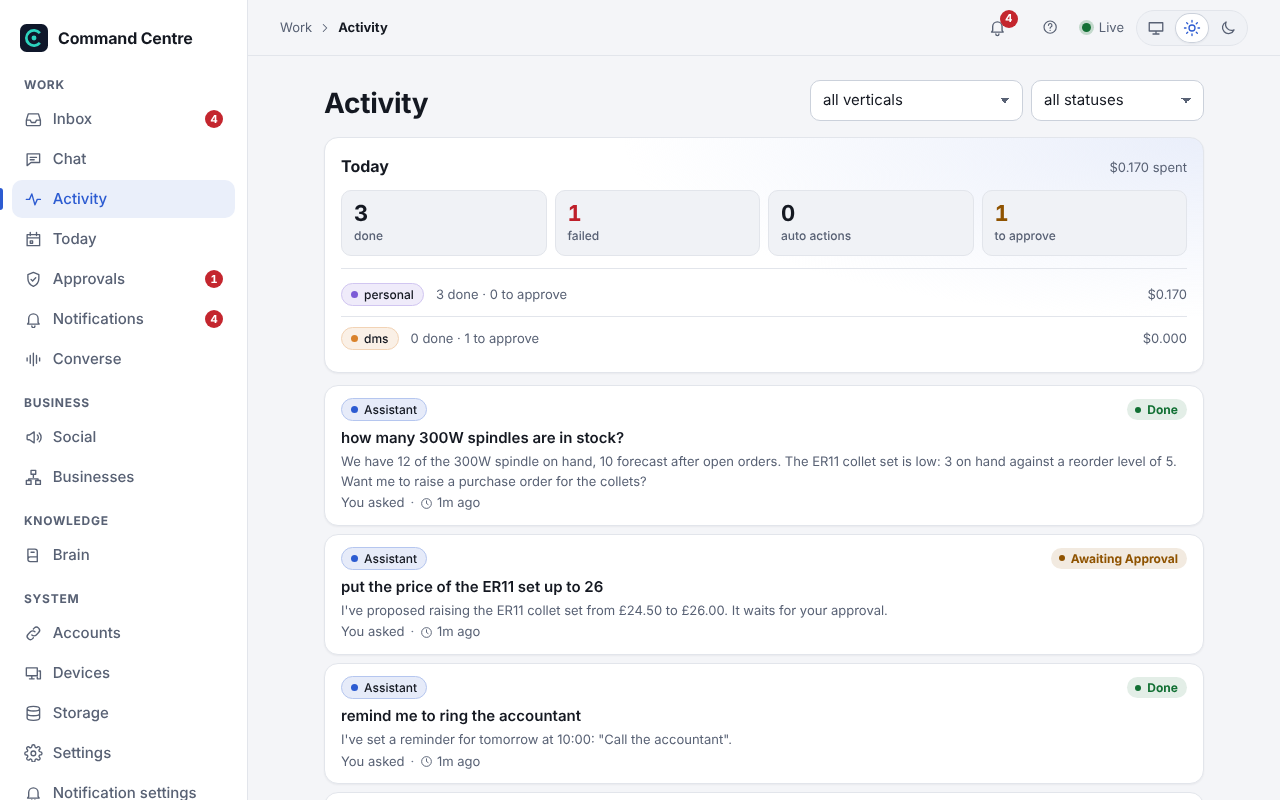 Command Centre
WORK
Inbox 4
Chat
Activity
Today
Approvals 1
Notifications 4
Converse
BUSINESS
Social
Businesses
KNOWLEDGE
Brain
SYSTEM
Accounts
Devices
Storage
Settings
Notification settings
Work > Activity
4
Live
Activity
all verticals
all statuses
Today
$0.170 spent
3
done
1
failed
0
auto actions
1
to approve
personal 3 done · 0 to approve $0.170
dms 0 done · 1 to approve $0.000
Assistant Done
how many 300W spindles are in stock?
We have 12 of the 300W spindle on hand, 10 forecast after open orders. The ER11 collet set is low: 3 on hand against a reorder level of 5.
Want me to raise a purchase order for the collets?
You asked · 1m ago
Assistant Awaiting Approval
put the price of the ER11 set up to 26
I've proposed raising the ER11 collet set from £24.50 to £26.00. It waits for your approval.
You asked · 1m ago
Assistant Done
remind me to ring the accountant
I've set a reminder for tomorrow at 10:00: "Call the accountant".
You asked · 1m ago